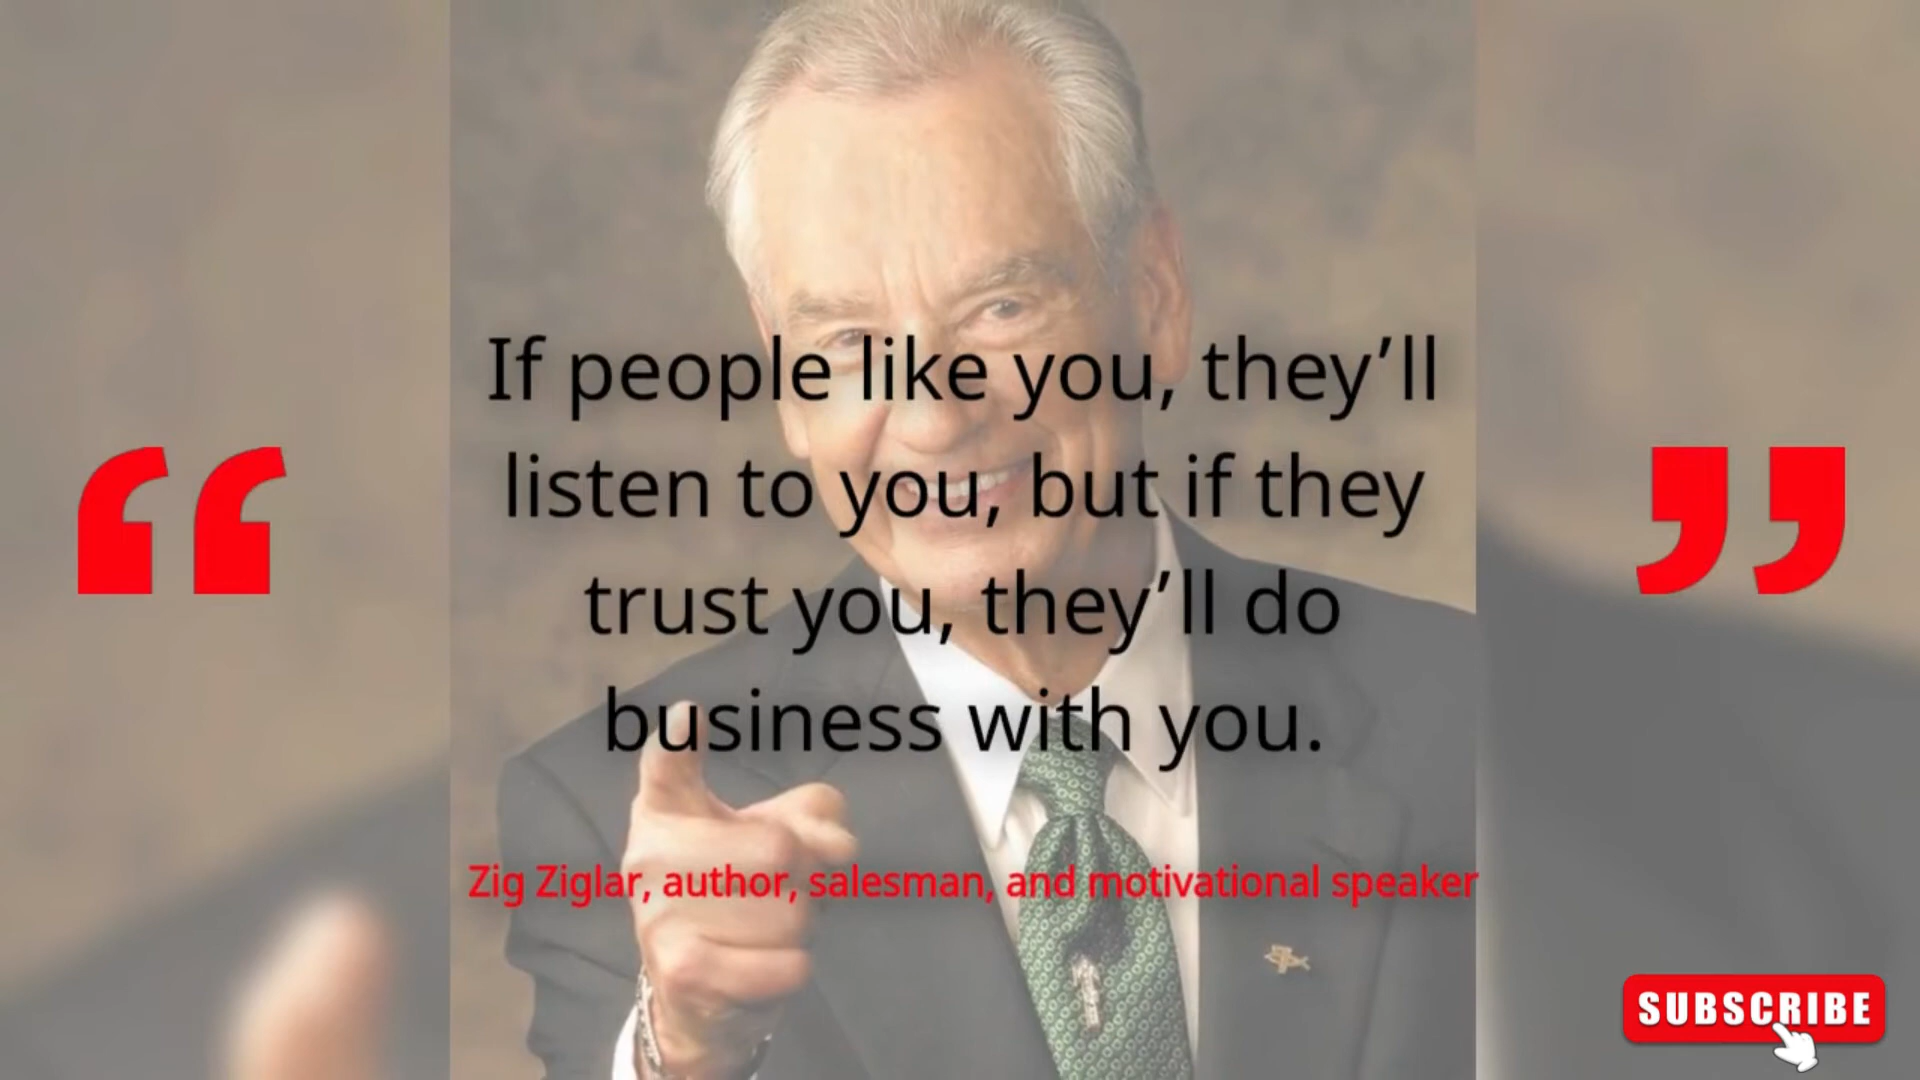 If people like you, they’ll
listen to you, but if they
trust you, they’ll do
business with you.
Zig Ziglar, author, salesman, and motivational speaker
SUBSCRIBE